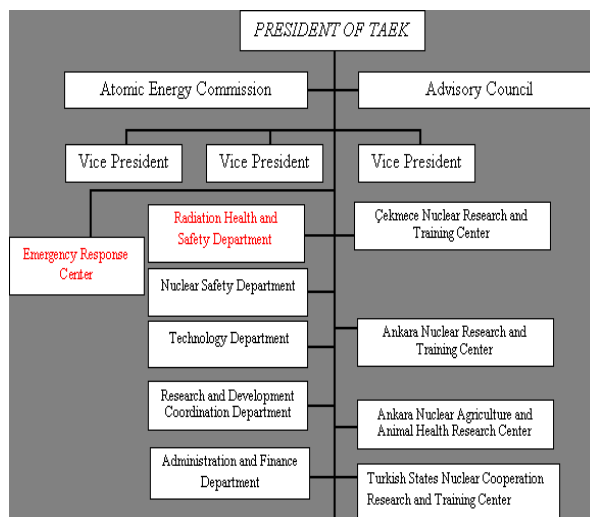 PRESIDENT OF TAEK
Atomic Energy Commission
Advisory Council
Vice President
Vice President
Vice President
Radiation Health and
Safety Department
Çekmece Nuclear Research and
Training Center
Emergency Response
Center
Nuclear Safety Department
Technology Department
Ankara Nuclear Research and
Training Center
Research and Development
Coordination Department
Ankara Nuclear Agriculture and
Animal Health Research Center
Administration and Finance
Department
Turkish States Nuclear Cooperation
Research and Training Center